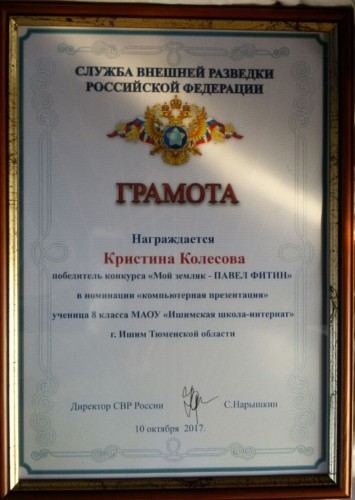 СЛУЖБА ВНЕШНЕЙ РАЗВЕДКИ
РОССИЙСКОЙ ФЕДЕРАЦИИ
ГРАМОТА
Награждается
Кристина Колесова
победитель конкурса «Мой земляк - ПАВЕЛ ФИТИН»
в номинации «компьютерная презентация»
ученица 8 класса МАОУ «Ишимская школа-интернат»
г. Ишим Тюменской области
Директор СВР России С.Нарышкин
10 октября 2017.